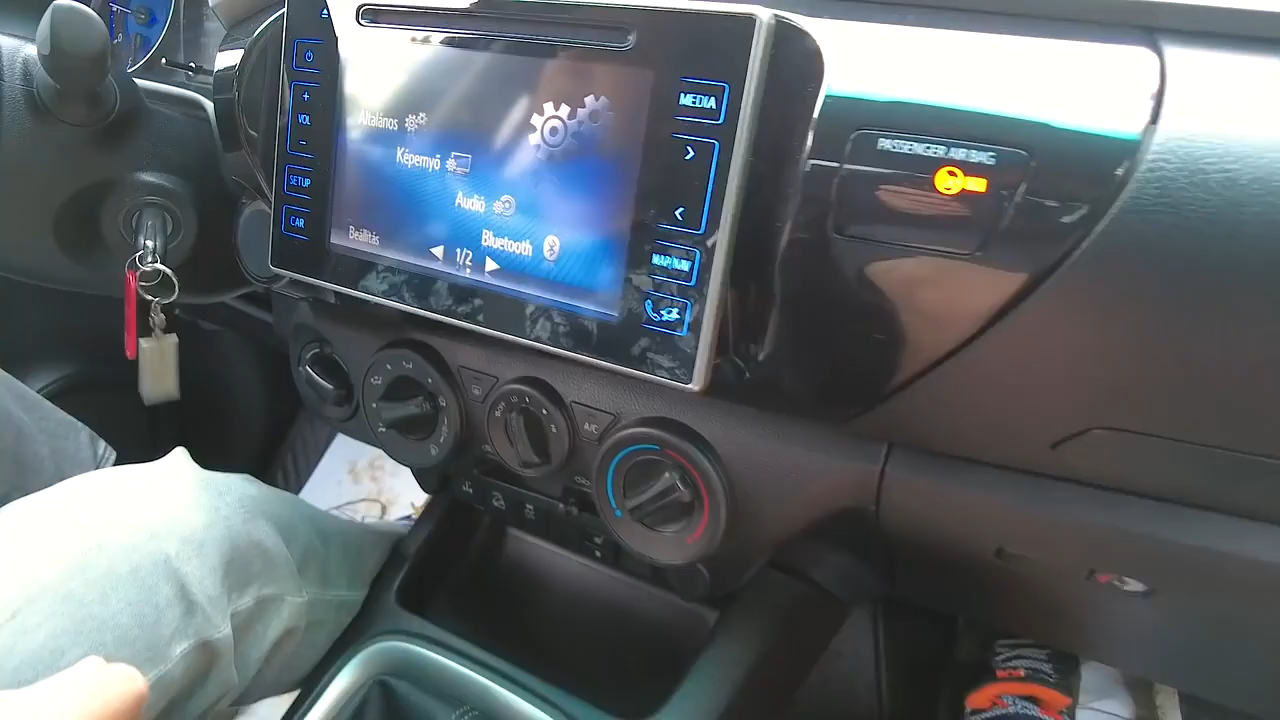 VOL
SETUP
CAR
Általános
Képernyő
Audió
Bluetooth
Beállítás
1/2
MEDIA
MAP NAV
PASSENGER AIR BAG
A/C